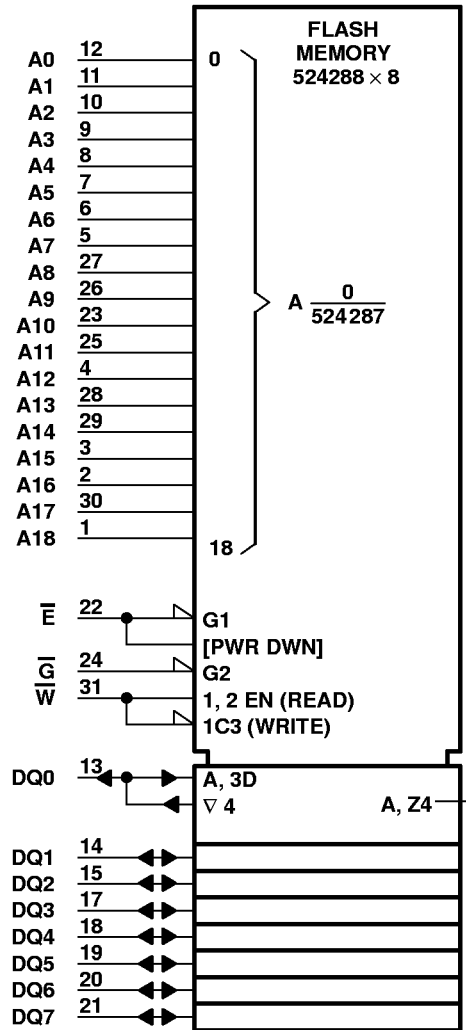 FLASH
MEMORY
524288 × 8
A0 12 0
A1 11
A2 10
A3 9
A4 8
A5 7
A6 6
A7 5
A8 27
A9 26
A10 23
A11 25
A12 4
A13 28
A14 29
A15 3
A16 2
A17 30
A18 1 18
A 0
524287
E̅ 22 G1
[PWR DWN]
G̅ 24 G2
W̅ 31 1, 2 EN (READ)
1C3 (WRITE)
DQ0 13 A, 3D
▽ 4 A, Z4
DQ1 14
DQ2 15
DQ3 17
DQ4 18
DQ5 19
DQ6 20
DQ7 21